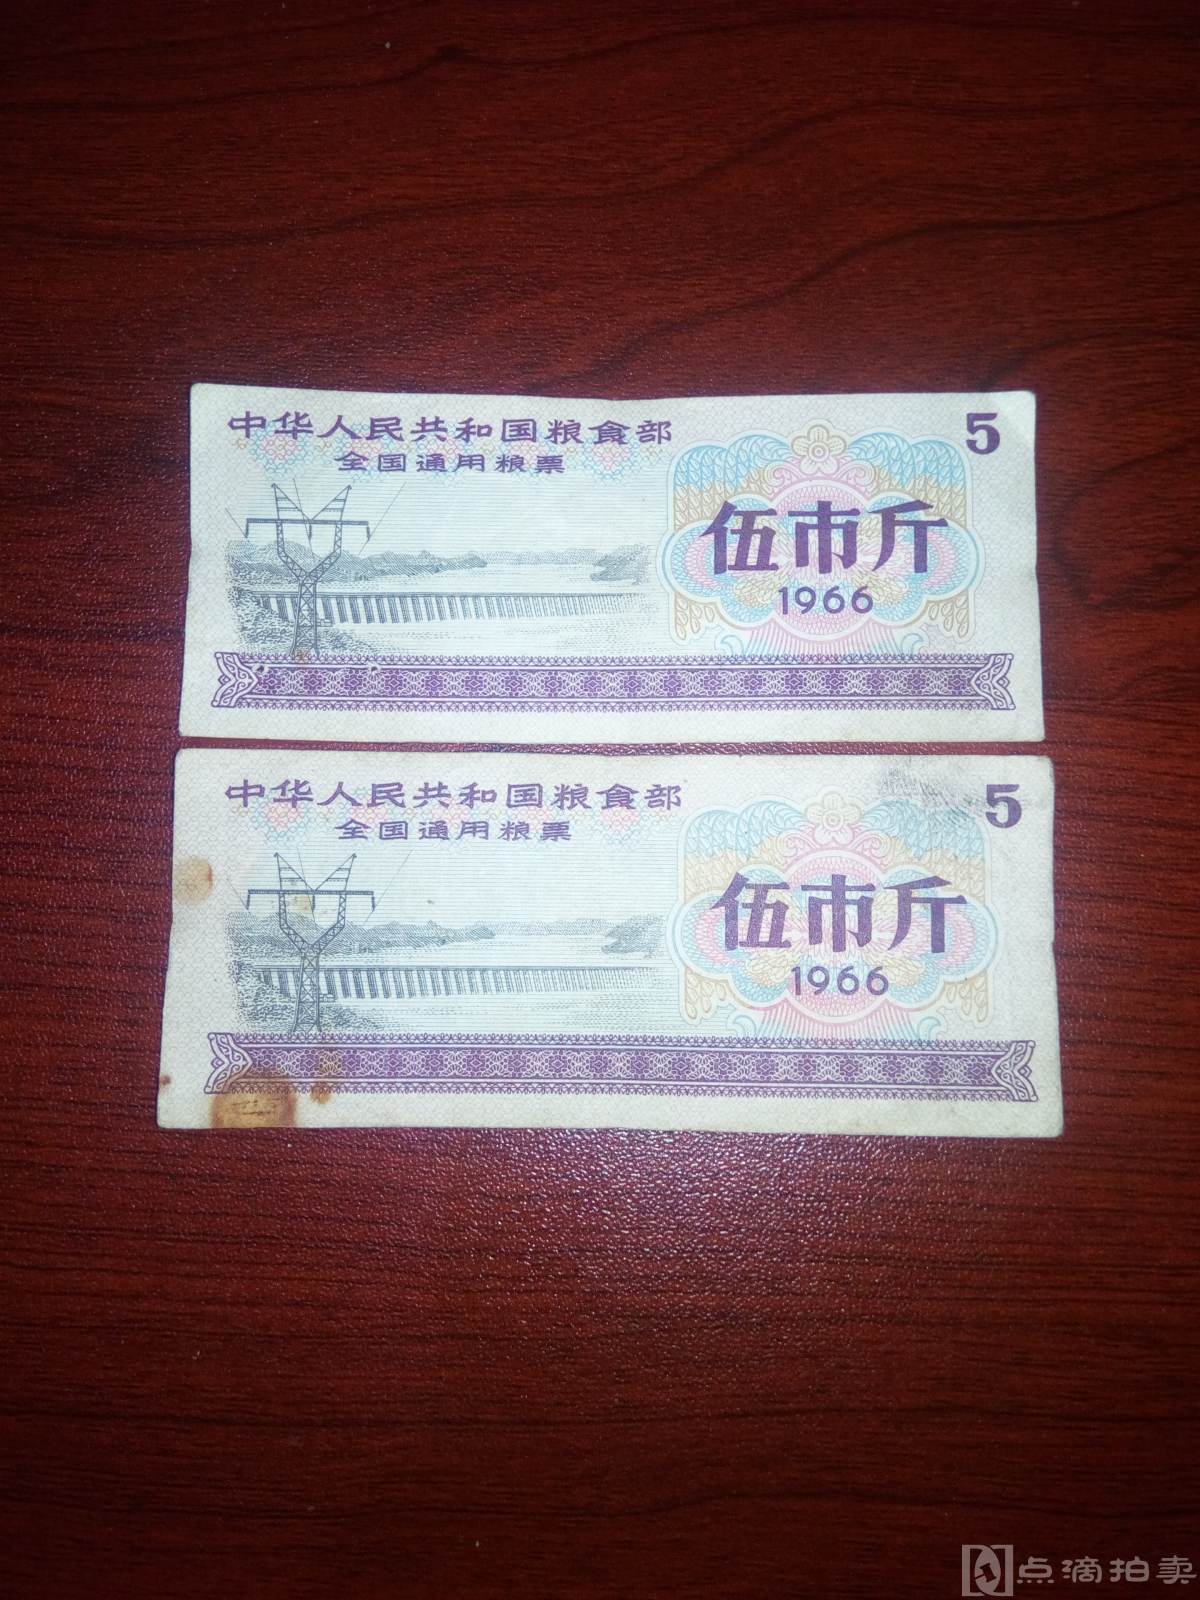 中华人民共和国粮食部
全国通用粮票
5
伍市斤
1966
中华人民共和国粮食部
全国通用粮票
5
伍市斤
1966
点滴拍卖